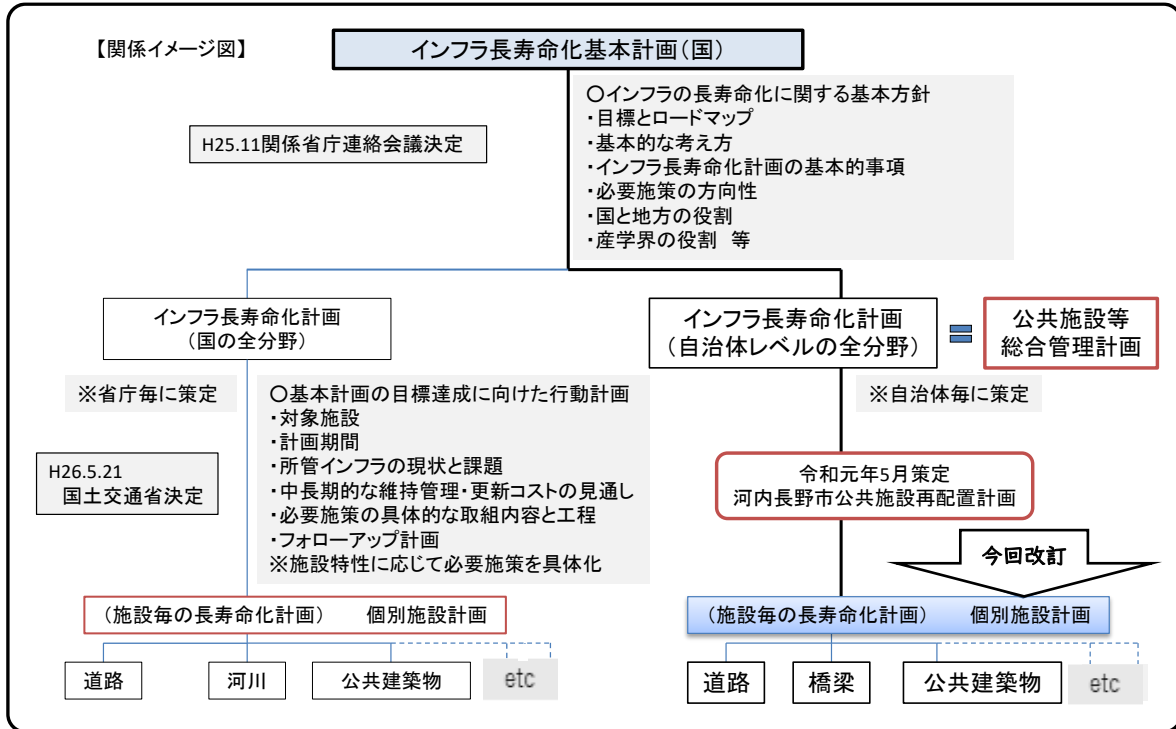 【関係イメージ図】
インフラ長寿命化基本計画(国)
H25.11関係省庁連絡会議決定
○インフラの長寿命化に関する基本方針
・目標とロードマップ
・基本的な考え方
・インフラ長寿命化計画の基本的事項
・必要施策の方向性
・国と地方の役割
・産学界の役割 等
インフラ長寿命化計画
(国の全分野)
インフラ長寿命化計画
(自治体レベルの全分野)
=
公共施設等
総合管理計画
※省庁毎に策定
※自治体毎に策定
○基本計画の目標達成に向けた行動計画
・対象施設
・計画期間
・所管インフラの現状と課題
・中長期的な維持管理・更新コストの見通し
・必要施策の具体的な取組内容と工程
・フォローアップ計画
※施設特性に応じて必要施策を具体化
H26.5.21
国土交通省決定
令和元年5月策定
河内長野市公共施設再配置計画
今回改訂
(施設毎の長寿命化計画) 個別施設計画
道路
河川
公共建築物
etc
(施設毎の長寿命化計画) 個別施設計画
道路
橋梁
公共建築物
etc